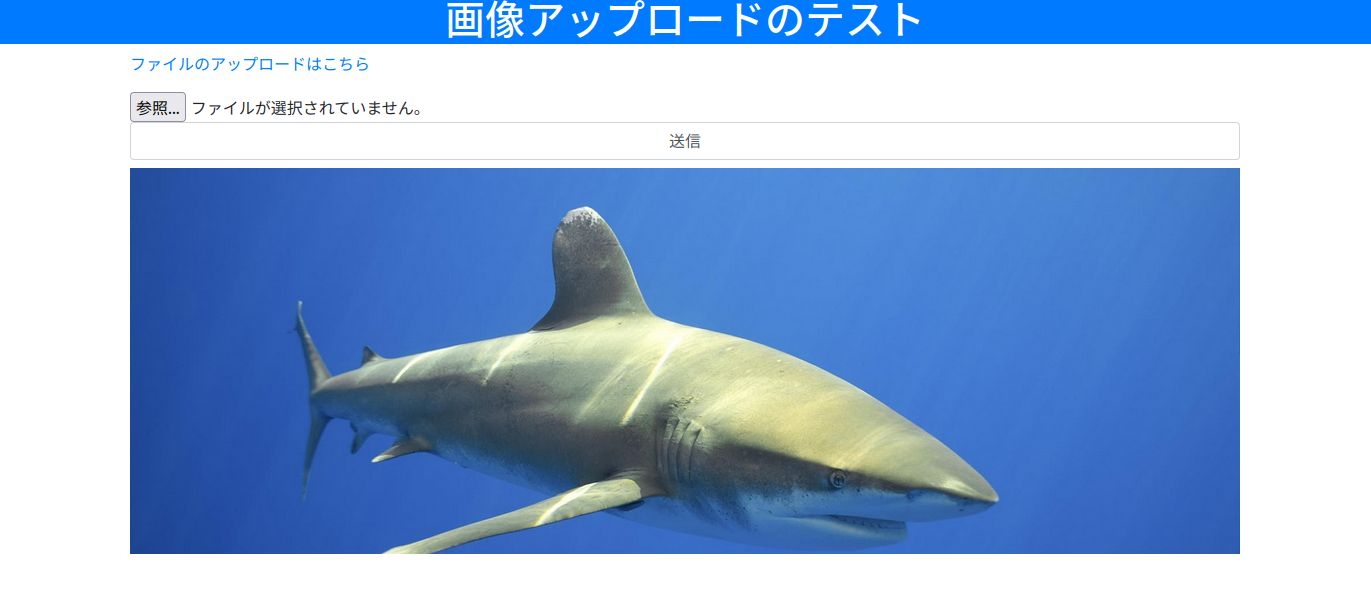 画像アップロードのテスト
ファイルのアップロードはこちら
参照... ファイルが選択されていません。
送信